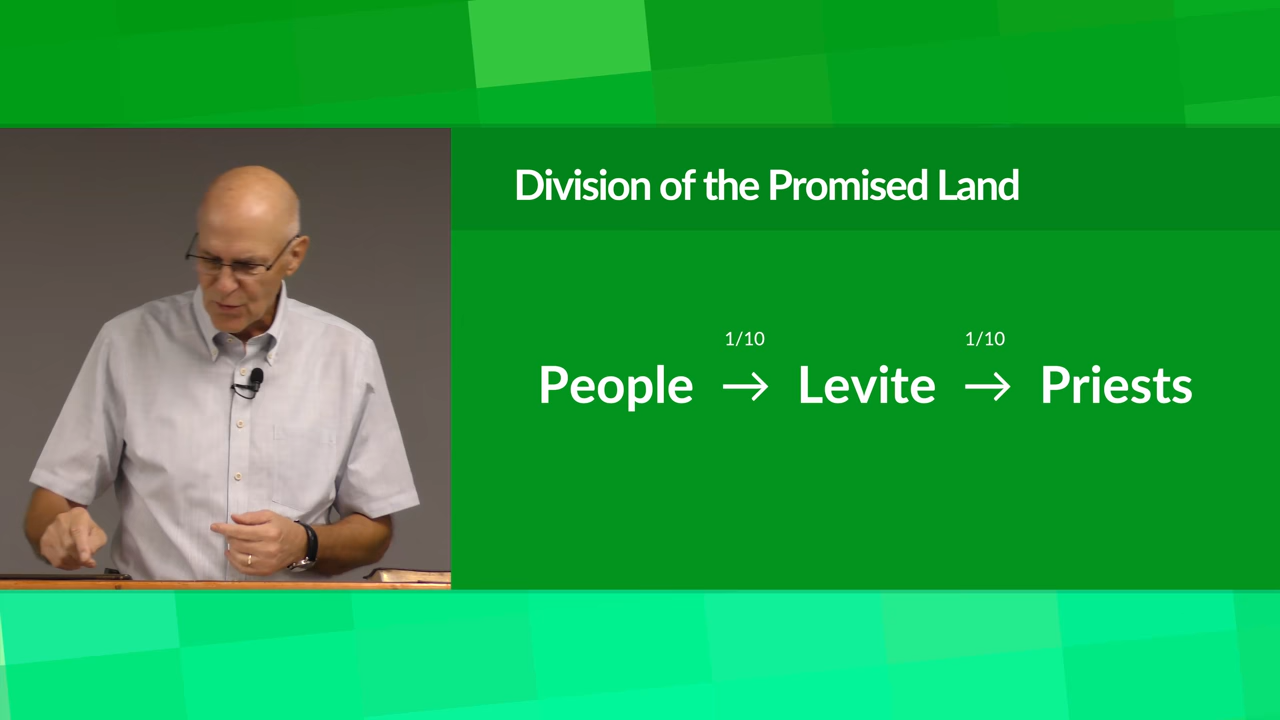 Division of the Promised Land
1/10 1/10
People → Levite → Priests